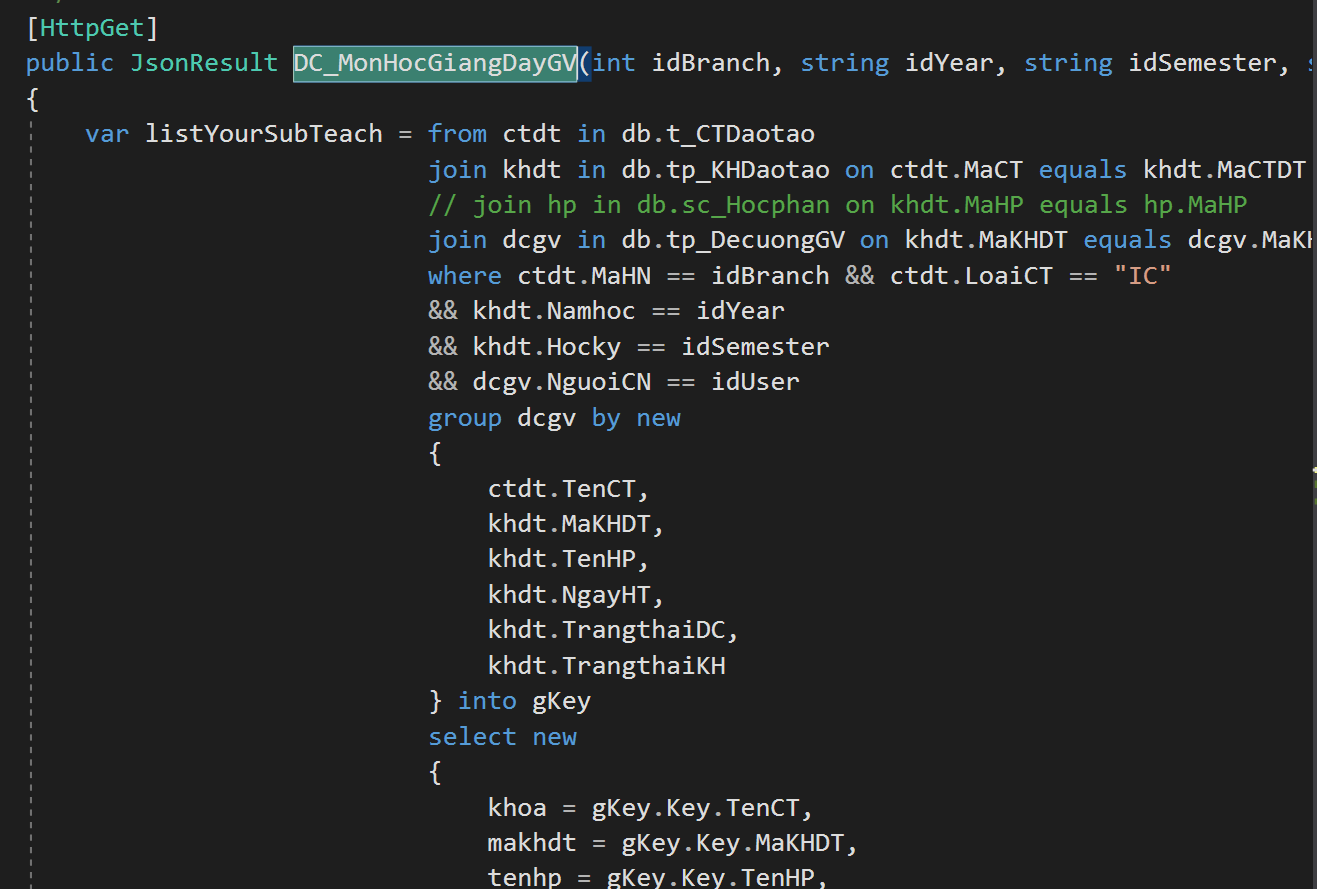 [HttpGet]
public JsonResult DC_MonHocGiangDayGV(int idBranch, string idYear, string idSemester,
{
var listYourSubTeach = from ctdt in db.t_CTDaotao
join khdt in db.tp_KHDaotao on ctdt.MaCT equals khdt.MaCTDT
// join hp in db.sc_Hocphan on khdt.MaHP equals hp.MaHP
join dcgv in db.tp_DecuongGV on khdt.MaKHDT equals
where ctdt.MaHN == idBranch && ctdt.LoaiCT == "IC"
&& khdt.Namhoc == idYear
&& khdt.Hocky == idSemester
&& dcgv.NguoiCN == idUser
group dcgv by new
{
ctdt.TenCT,
khdt.MaKHDT,
khdt.TenHP,
khdt.NgayHT,
khdt.TrangthaiDC,
khdt.TrangthaiKH
} into gKey
select new
{
khoa = gKey.Key.TenCT,
makhdt = gKey.Key.MaKHDT,
tenhp = gKey.Key.TenHP,